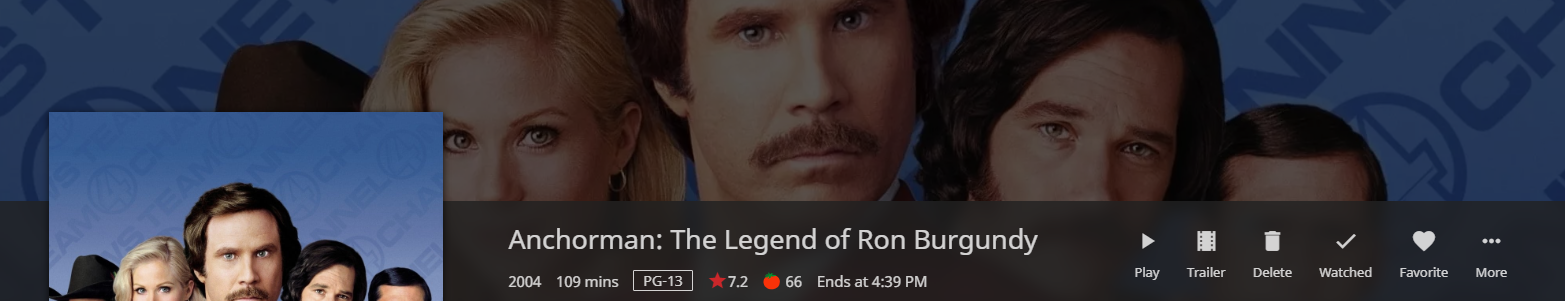 Anchorman: The Legend of Ron Burgundy
2004 109 mins PG-13 7.2 66 Ends at 4:39 PM
Play Trailer Delete Watched Favorite More